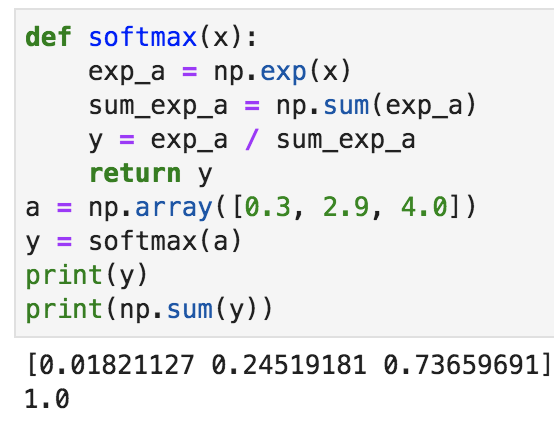 def softmax(x):
    exp_a = np.exp(x)
    sum_exp_a = np.sum(exp_a)
    y = exp_a / sum_exp_a
    return y
a = np.array([0.3, 2.9, 4.0])
y = softmax(a)
print(y)
print(np.sum(y))
[0.01821127 0.24519181 0.73659691]
1.0